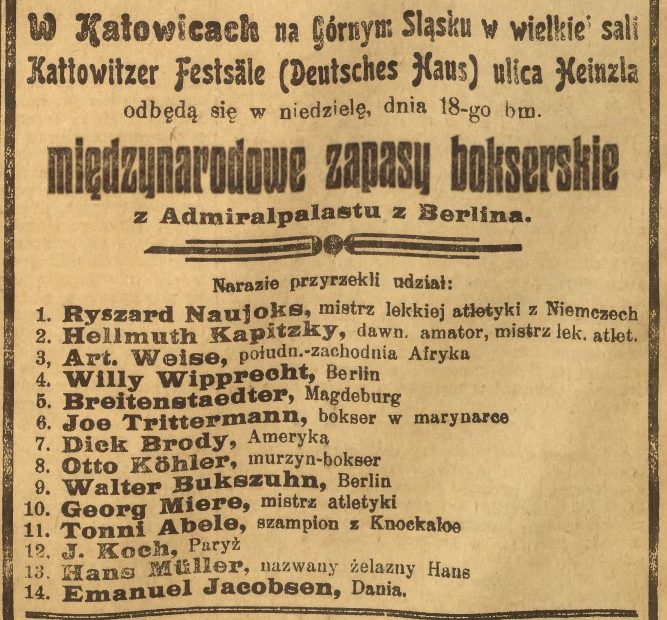 W Katowicach na Górnym Sląsku w wielkiej sali
Kattowitzer Festsäle (Deutsches Haus) ulica Heinzla
odbędą się w niedzielę, dnia 18-go bm.
międzynarodowe zapasy bokserskie
z Admiralpalastu z Berlina.
Narazie przyrzekli udział:
1. Ryszard Naujoks, mistrz lekkiej atletyki z Niemczech
2. Hellmuth Kapitzky, dawn. amator, mistrz lek. atlet.
3, Art. Weise, połudn.-zachodnia Afryka
4. Willy Wipprecht, Berlin
5. Breitenstaedter, Magdeburg
6. Joe Trittermann, bokser w marynarce
7. Dick Brody, Ameryka
8. Otto Köhler, murzyn-bokser
9. Walter Bukszuhn, Berlin
10. Georg Miere, mistrz atletyki
11. Tonni Abele, szampion z Knockaloe
12. J. Koch, Paryż
13. Hans Müller, nazwany żelazny Hans
14. Emanuel Jacobsen, Dania.